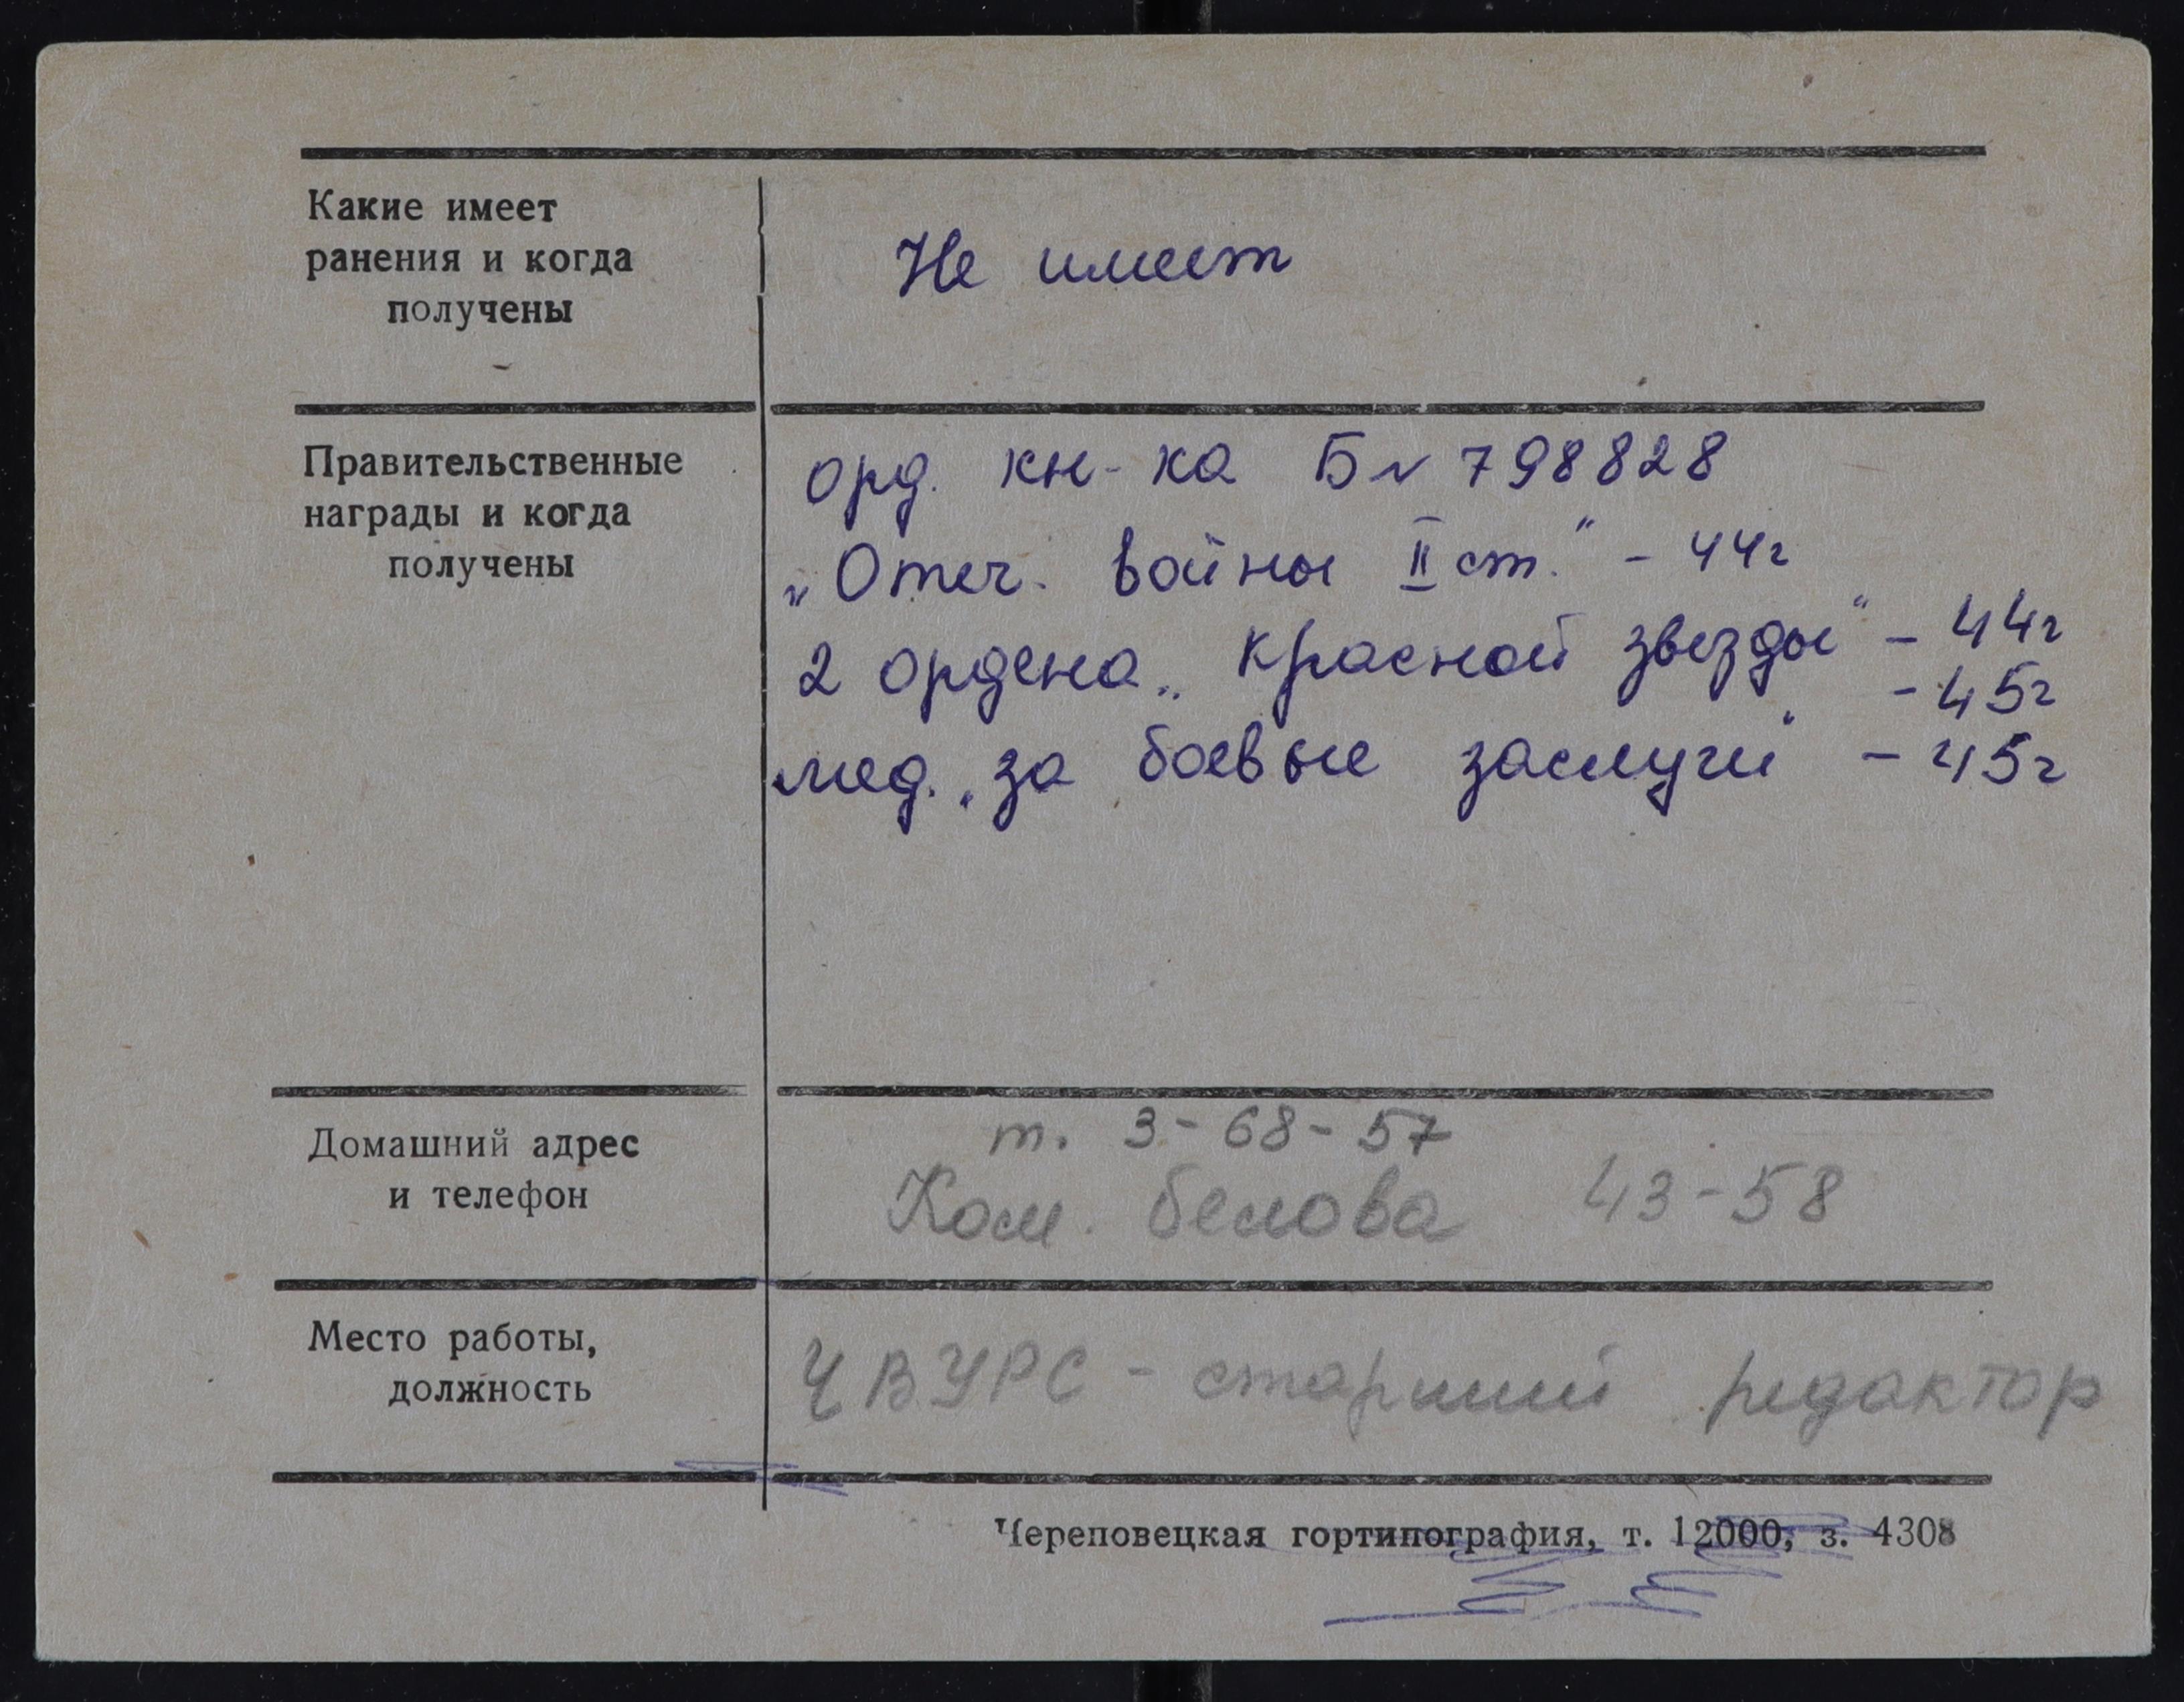 Какие имеет
ранения и когда
получены
Не имеет
Правительственные
награды и когда
получены
орд. кн-ка Б № 798828
„Отеч. войны II ст." - 44г
2 ордена „Красной звезды" - 44г
- 45г
мед. „за боевые заслуги" - 45г
Домашний адрес
и телефон
т. 3-68-57
Ком. Белова 43-58
Место работы,
должность
ЧВУРС - старший редактор
Череповецкая гортипография, т. 12000, з. 4308